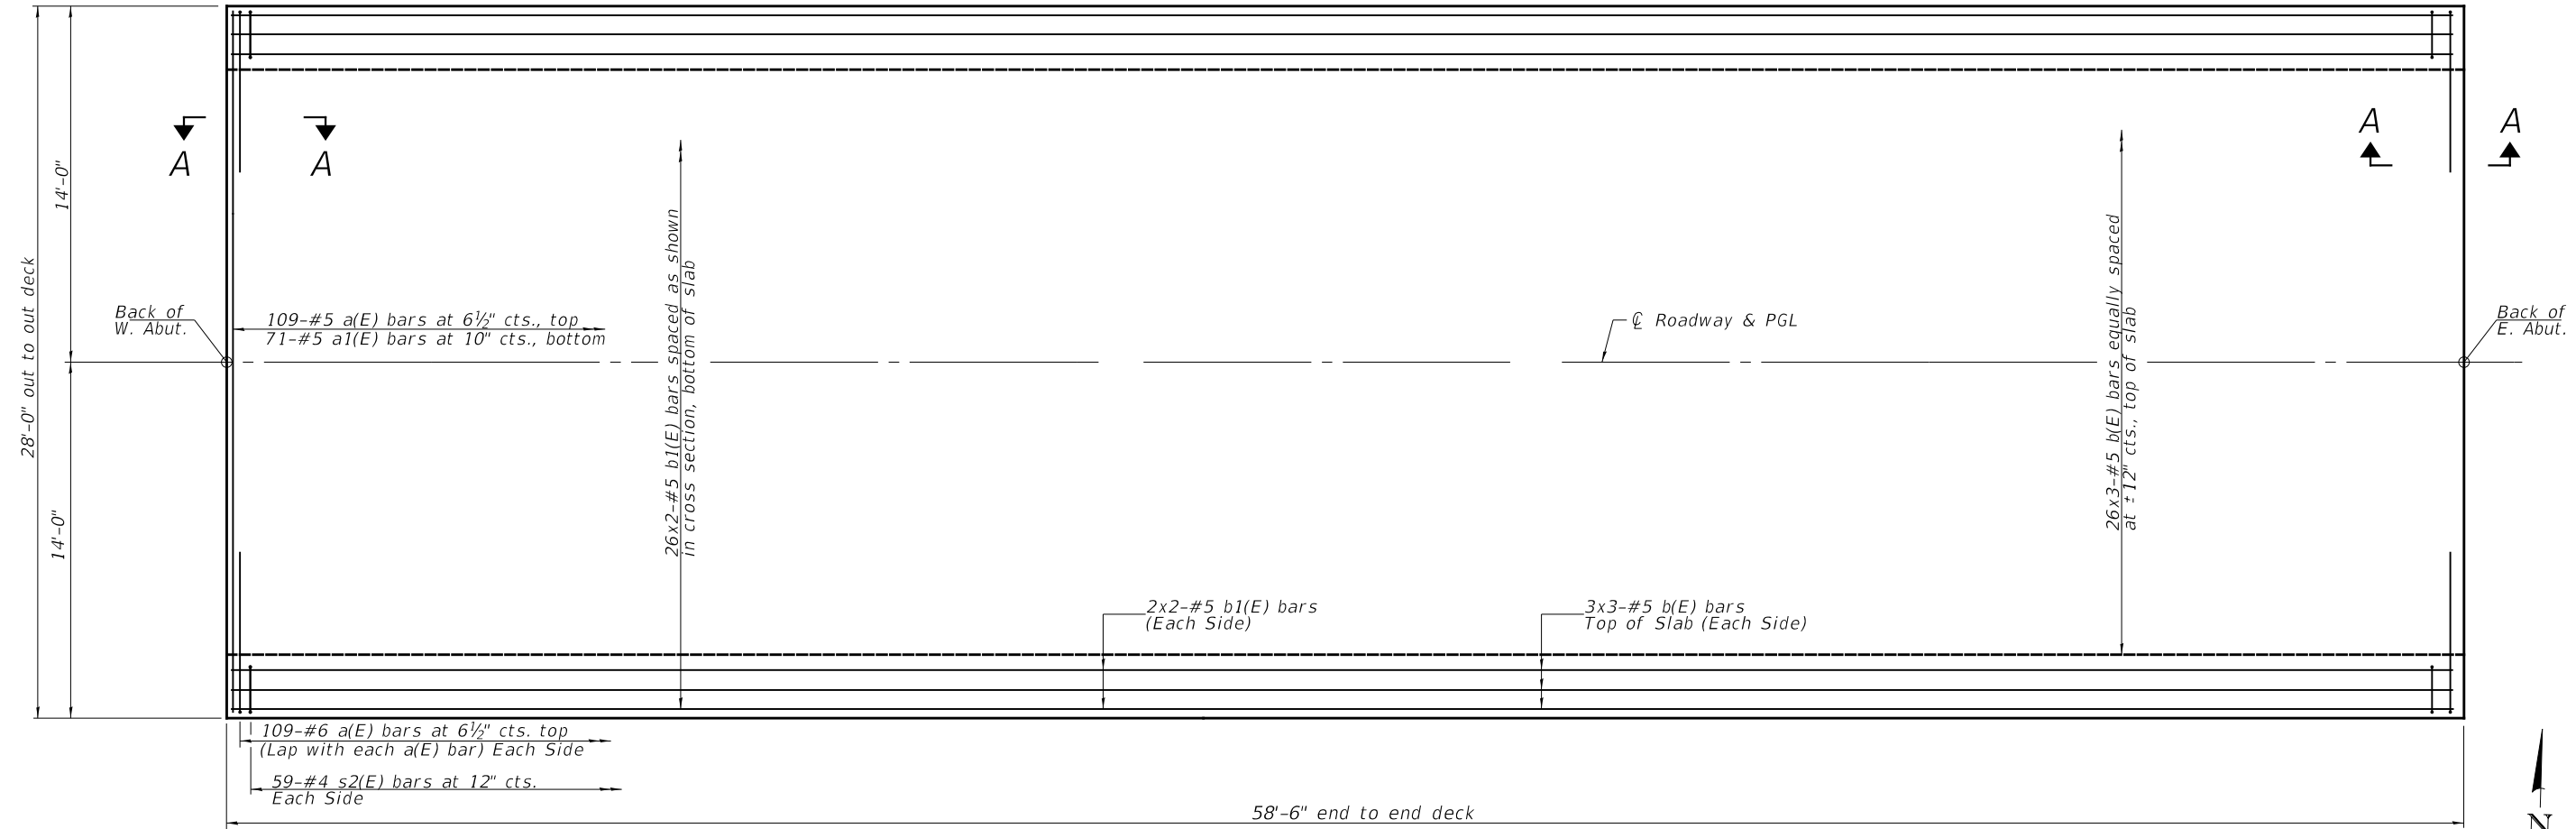 A
A
A
A
14'-0"
28'-0" out to out deck
14'-0"
Back of
W. Abut.
109-#5 a(E) bars at 6½" cts., top
71-#5 a1(E) bars at 10" cts., bottom
26x2-#5 b1(E) bars spaced as shown
in cross section, bottom of slab
℄ Roadway & PGL
26x3-#5 b(E) bars equally spaced
at ±12" cts., top of slab
Back of
E. Abut.
2x2-#5 b1(E) bars
(Each Side)
3x3-#5 b(E) bars
Top of Slab (Each Side)
109-#6 a(E) bars at 6½" cts. top
(Lap with each a(E) bar) Each Side
59-#4 s2(E) bars at 12" cts.
Each Side
58'-6" end to end deck
N